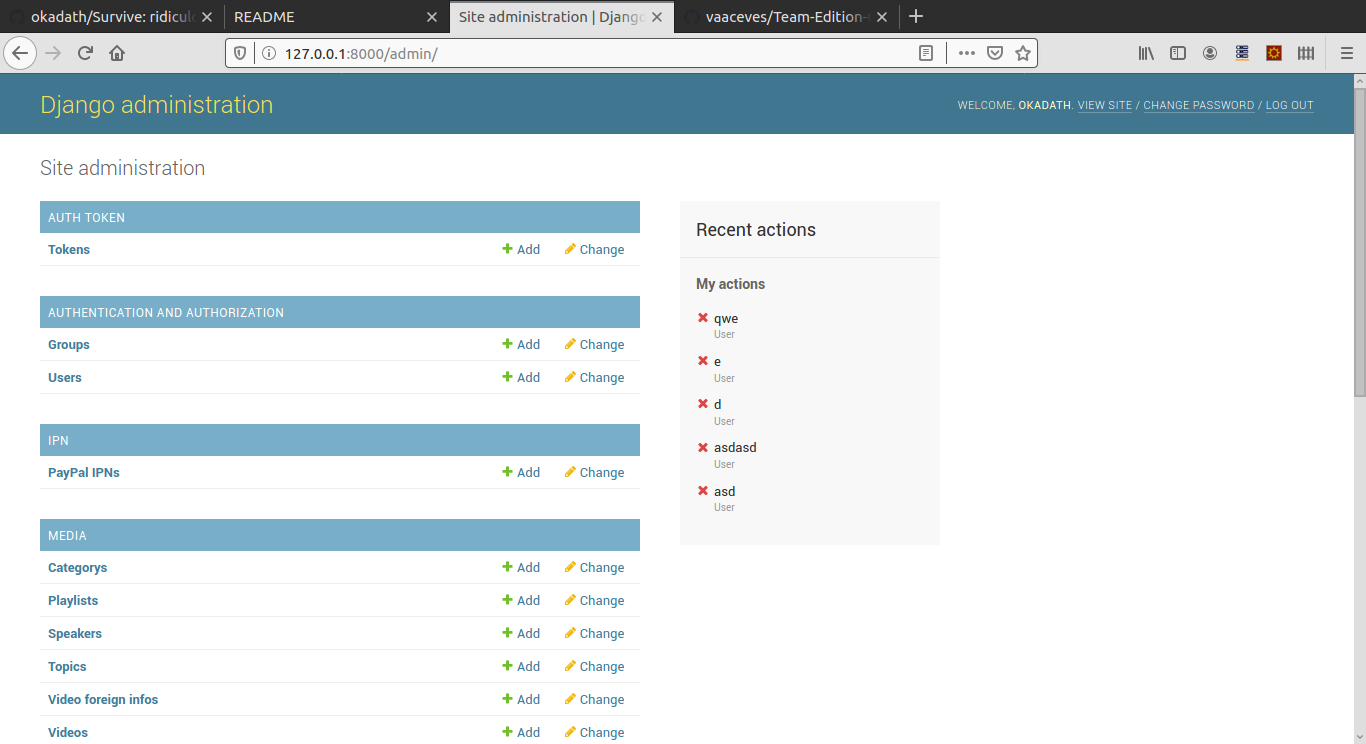 okadath/Survive: ridicul
README
Site administration | Djang
vaaceves/Team-Edition-
127.0.0.1:8000/admin/
Django administration
WELCOME, OKADATH. VIEW SITE / CHANGE PASSWORD / LOG OUT
Site administration
AUTH TOKEN
Tokens Add Change
AUTHENTICATION AND AUTHORIZATION
Groups Add Change
Users Add Change
IPN
PayPal IPNs Add Change
MEDIA
Categorys Add Change
Playlists Add Change
Speakers Add Change
Topics Add Change
Video foreign infos Add Change
Videos Add Change
Recent actions
My actions
qwe
User
e
User
d
User
asdasd
User
asd
User